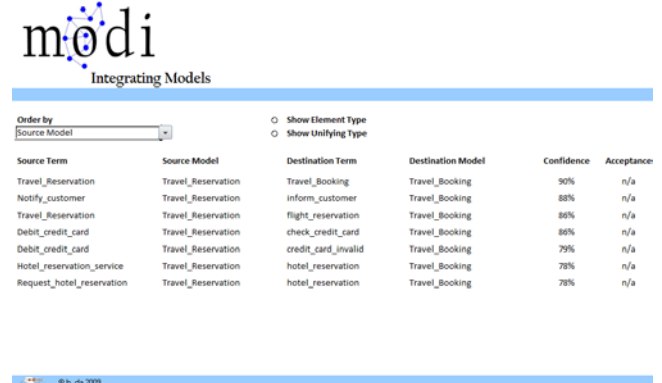 modi
Integrating Models
Order by
Source Model
Show Element Type
Show Unifying Type
Source Term Source Model Destination Term Destination Model Confidence Acceptances
Travel_Reservation Travel_Reservation Travel_Booking Travel_Booking 90% n/a
Notify_customer Travel_Reservation inform_customer Travel_Booking 88% n/a
Travel_Reservation Travel_Reservation flight_reservation Travel_Booking 86% n/a
Debit_credit_card Travel_Reservation check_credit_card Travel_Booking 86% n/a
Debit_credit_card Travel_Reservation credit_card_invalid Travel_Booking 79% n/a
Hotel_reservation_service Travel_Reservation hotel_reservation Travel_Booking 78% n/a
Request_hotel_reservation Travel_Reservation hotel_reservation Travel_Booking 78% n/a
2009